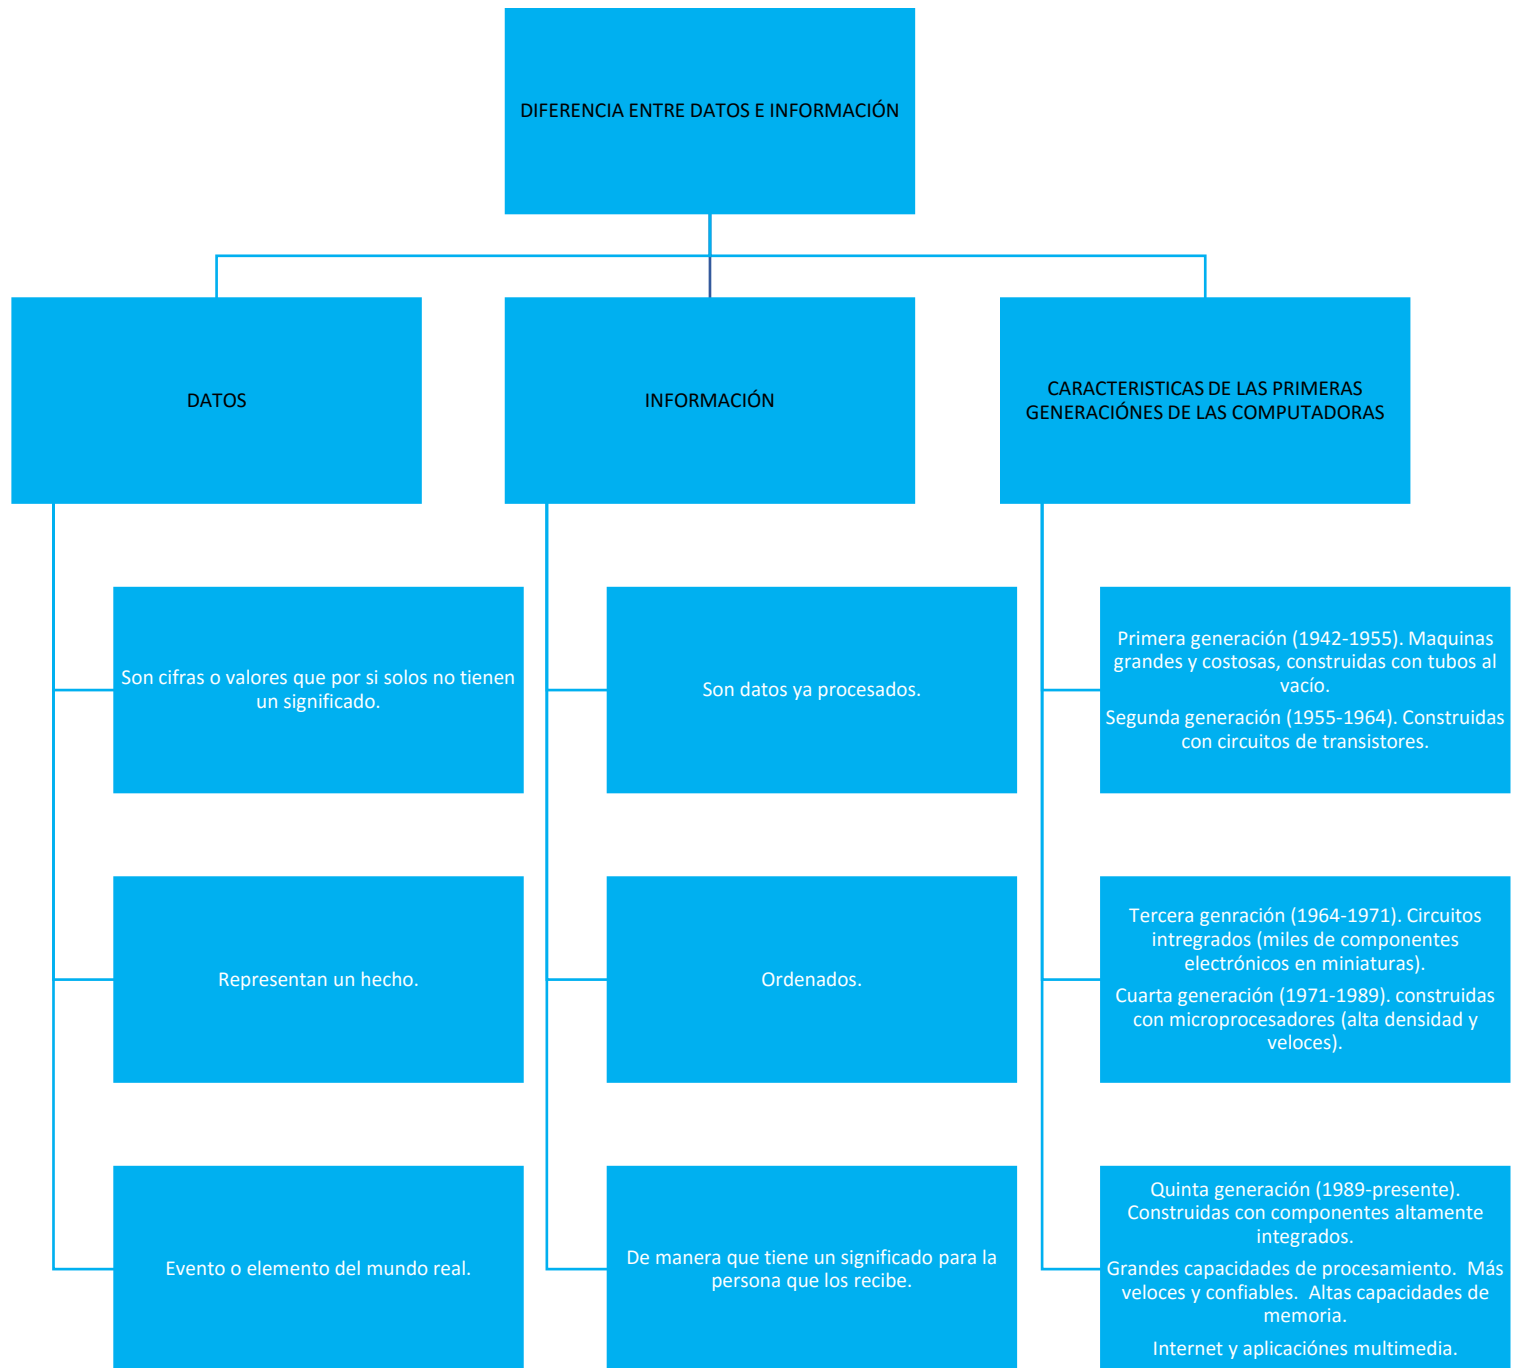 DIFERENCIA ENTRE DATOS E INFORMACIÓN
DATOS
Son cifras o valores que por si solos no tienen
un significado.
Representan un hecho.
Evento o elemento del mundo real.
INFORMACIÓN
Son datos ya procesados.
Ordenados.
De manera que tiene un significado para la
persona que los recibe.
CARACTERISTICAS DE LAS PRIMERAS
GENERACIÓNES DE LAS COMPUTADORAS
Primera generación (1942-1955). Maquinas
grandes y costosas, construidas con tubos al
vacío.
Segunda generación (1955-1964). Construidas
con circuitos de transistores.
Tercera genración (1964-1971). Circuitos
intregrados (miles de componentes
electrónicos en miniaturas).
Cuarta generación (1971-1989). construidas
con microprocesadores (alta densidad y
veloces).
Quinta generación (1989-presente).
Construidas con componentes altamente
integrados.
Grandes capacidades de procesamiento.  Más
veloces y confiables.  Altas capacidades de
memoria.
Internet y aplicaciónes multimedia.